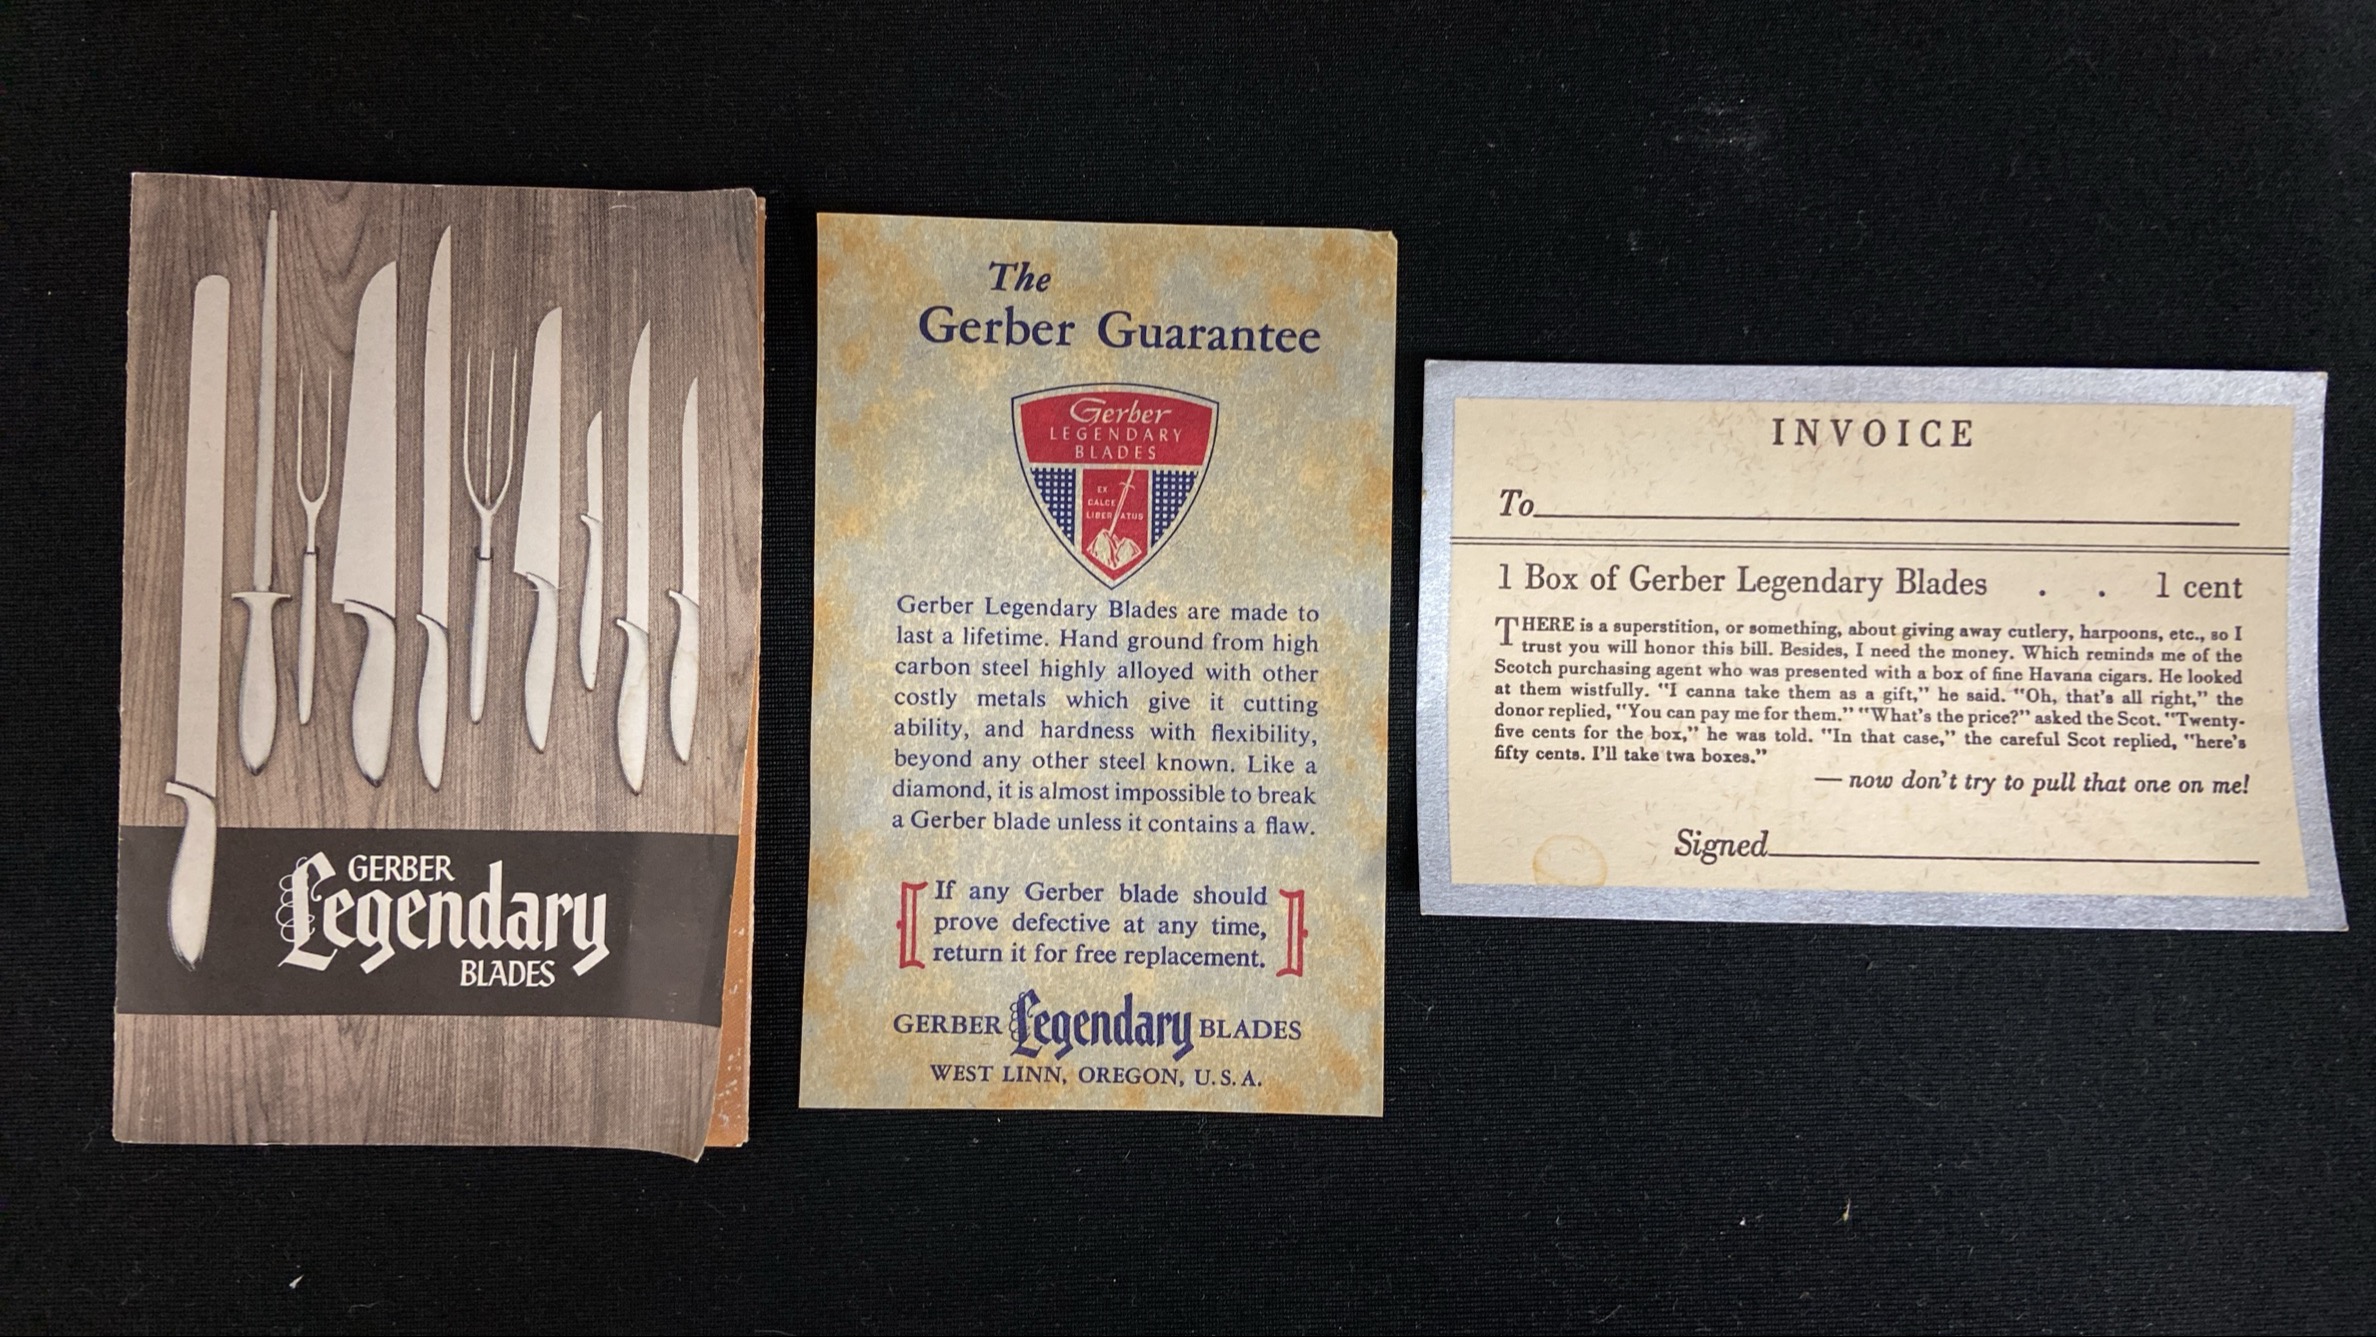 GERBER
Legendary
BLADES
The
Gerber Guarantee
Gerber
LEGENDARY
BLADES
EX
CALCE
LIBERATUS
Gerber Legendary Blades are made to
last a lifetime. Hand ground from high
carbon steel highly alloyed with other
costly metals which give it cutting
ability, and hardness with flexibility,
beyond any other steel known. Like a
diamond, it is almost impossible to break
a Gerber blade unless it contains a flaw.
If any Gerber blade should
prove defective at any time,
return it for free replacement.
GERBER Legendary BLADES
WEST LINN, OREGON, U.S.A.
INVOICE
To
1 Box of Gerber Legendary Blades . . 1 cent
THERE is a superstition, or something, about giving away cutlery, harpoons, etc., so I
trust you will honor this bill. Besides, I need the money. Which reminds me of the
Scotch purchasing agent who was presented with a box of fine Havana cigars. He looked
at them wistfully. "I canna take them as a gift," he said. "Oh, that's all right," the
donor replied, "You can pay me for them." "What's the price?" asked the Scot. "Twenty-
five cents for the box," he was told. "In that case," the careful Scot replied, "here's
fifty cents. I'll take twa boxes."
— now don't try to pull that one on me!
Signed